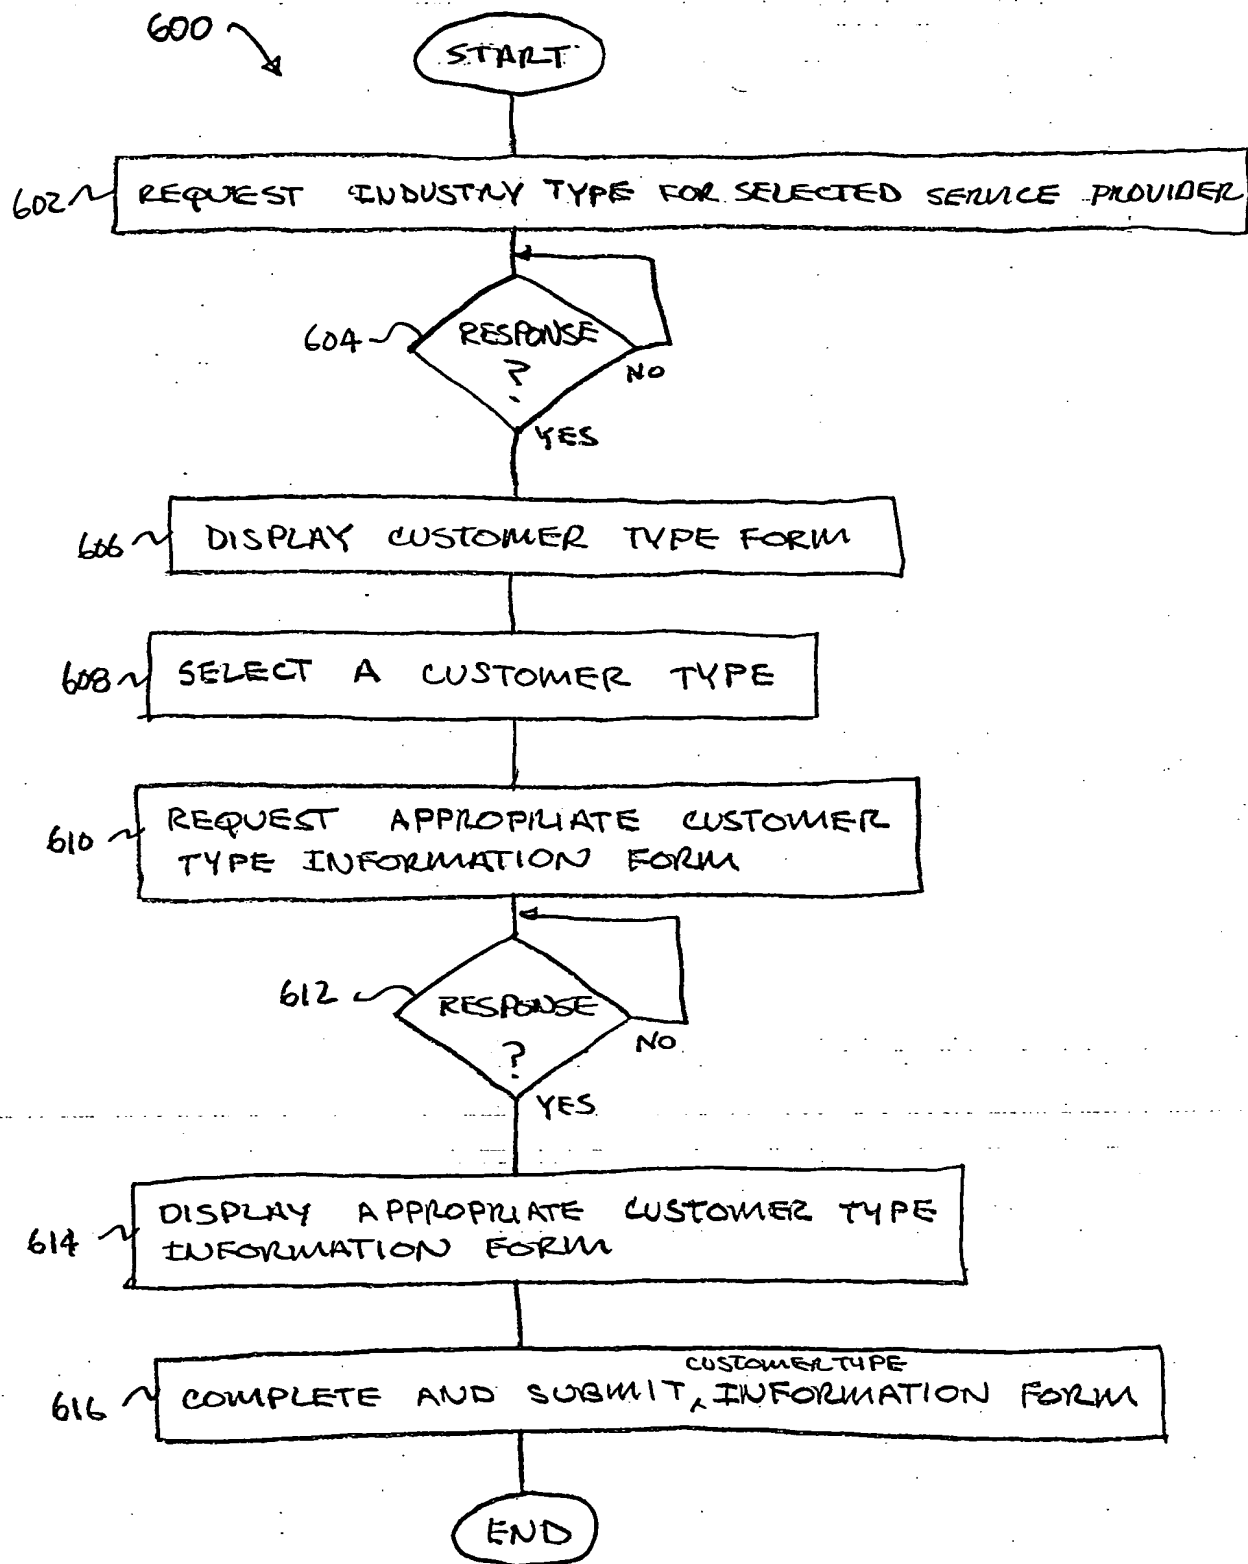 600
START
602 REQUEST INDUSTRY TYPE FOR SELECTED SERVICE PROVIDER
604 RESPONSE
?
NO
YES
606 DISPLAY CUSTOMER TYPE FORM
608 SELECT A CUSTOMER TYPE
610 REQUEST APPROPRIATE CUSTOMER
TYPE INFORMATION FORM
612 RESPONSE
?
NO
YES
614 DISPLAY APPROPRIATE CUSTOMER TYPE
INFORMATION FORM
CUSTOMER TYPE
616 COMPLETE AND SUBMIT ‸ INFORMATION FORM
END